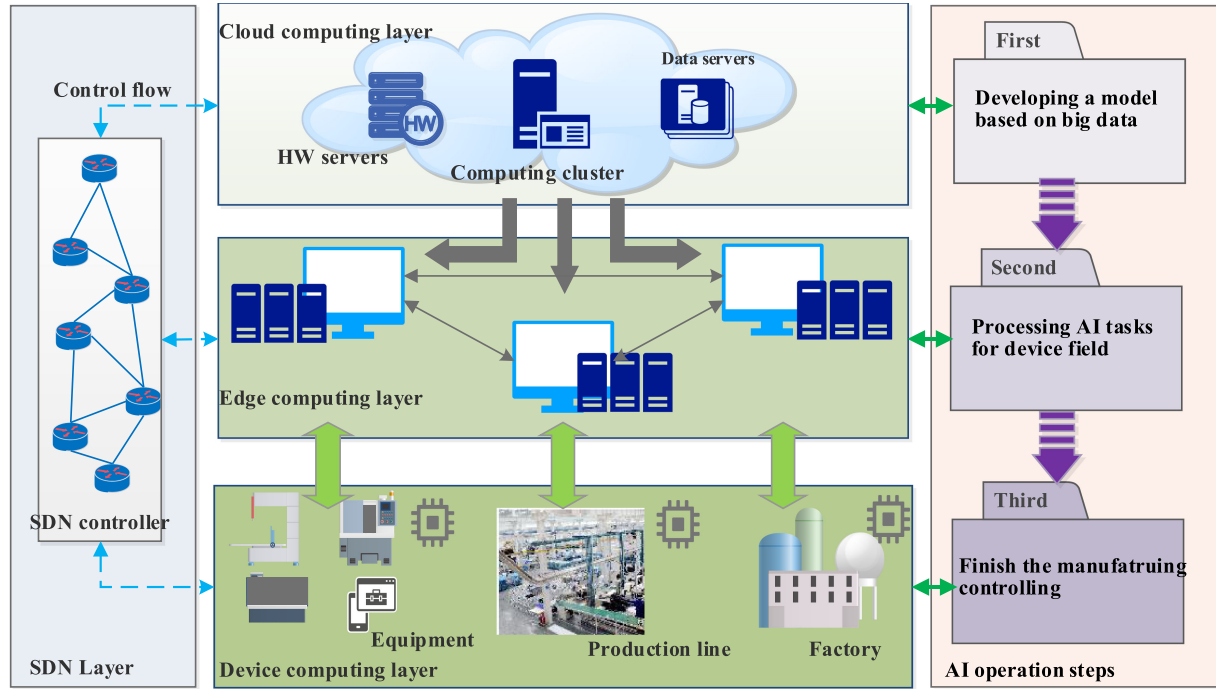 Control flow
SDN controller
SDN Layer
Cloud computing layer
HW
HW servers
Computing cluster
Data servers
Edge computing layer
Equipment
Production line
Factory
Device computing layer
First
Developing a model
based on big data
Second
Processing AI tasks
for device field
Third
Finish the manufatruing
controlling
AI operation steps